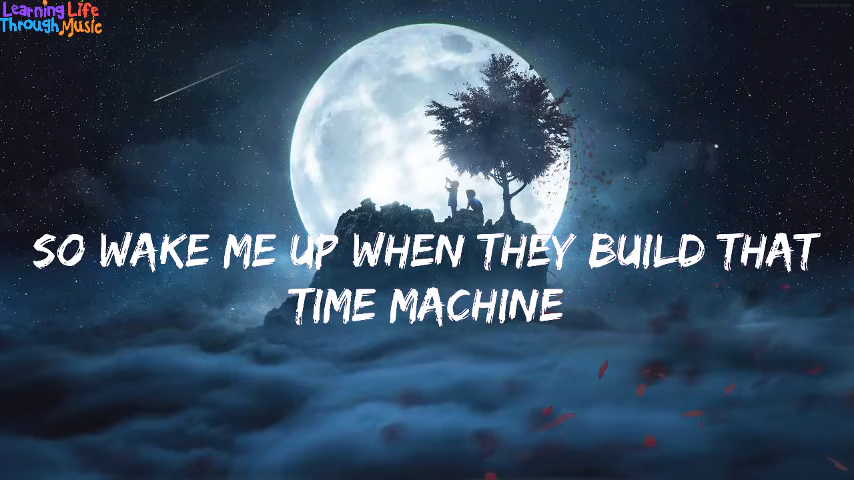 Learning Life
Through Music
SO WAKE ME UP WHEN THEY BUILD THAT
TIME MACHINE